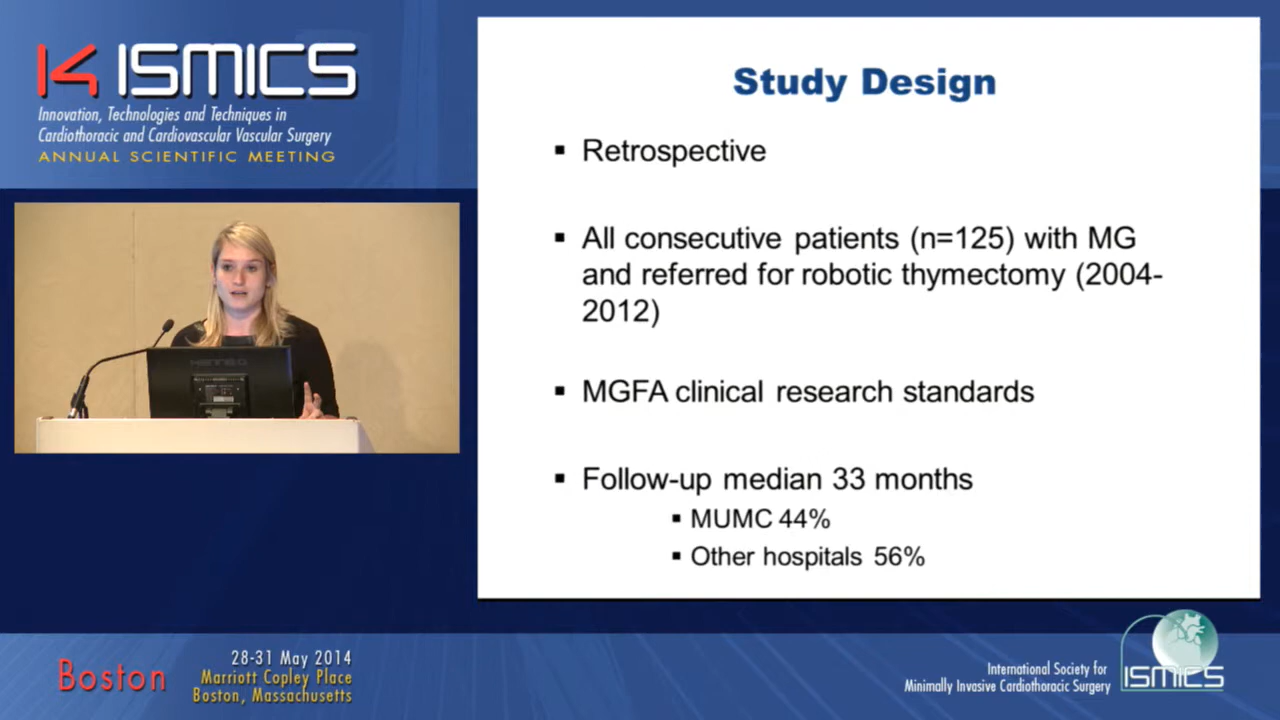 14 ISMICS
Innovation, Technologies and Techniques in
Cardiothoracic and Cardiovascular Vascular Surgery
ANNUAL SCIENTIFIC MEETING
Study Design
▪ Retrospective
▪ All consecutive patients (n=125) with MG
and referred for robotic thymectomy (2004-
2012)
▪ MGFA clinical research standards
▪ Follow-up median 33 months
▪ MUMC 44%
▪ Other hospitals 56%
Boston
28-31 May 2014
Marriott Copley Place
Boston, Massachusetts
International Society for
Minimally Invasive Cardiothoracic Surgery
ISMICS